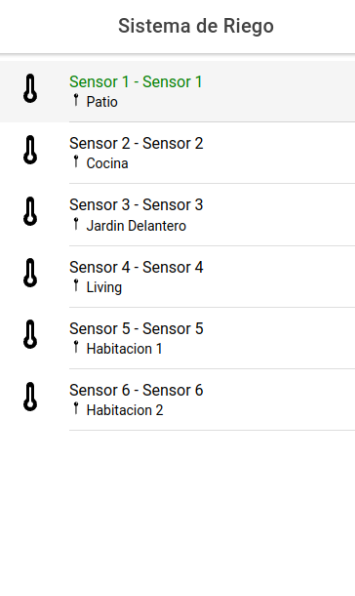 Sistema de Riego
Sensor 1 - Sensor 1
Patio
Sensor 2 - Sensor 2
Cocina
Sensor 3 - Sensor 3
Jardin Delantero
Sensor 4 - Sensor 4
Living
Sensor 5 - Sensor 5
Habitacion 1
Sensor 6 - Sensor 6
Habitacion 2